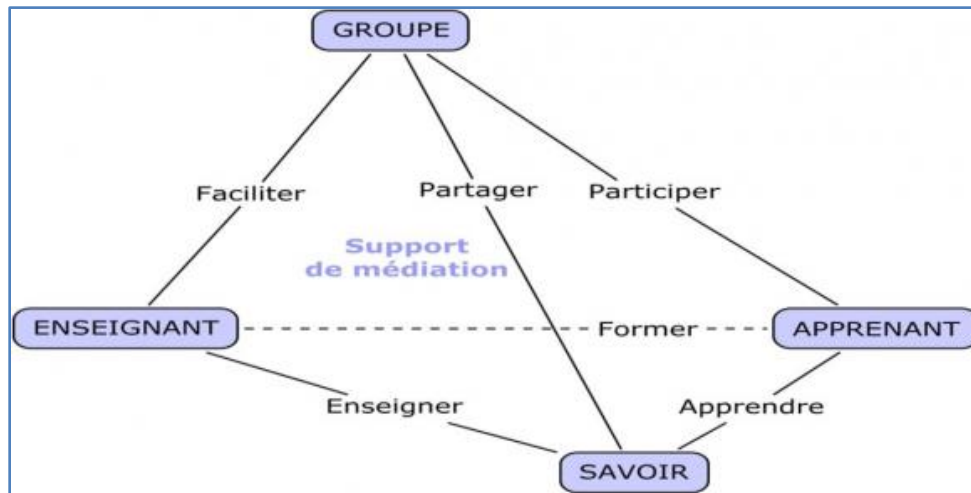 GROUPE
Faciliter
Partager
Participer
Support
de médiation
ENSEIGNANT
Former
APPRENANT
Enseigner
Apprendre
SAVOIR